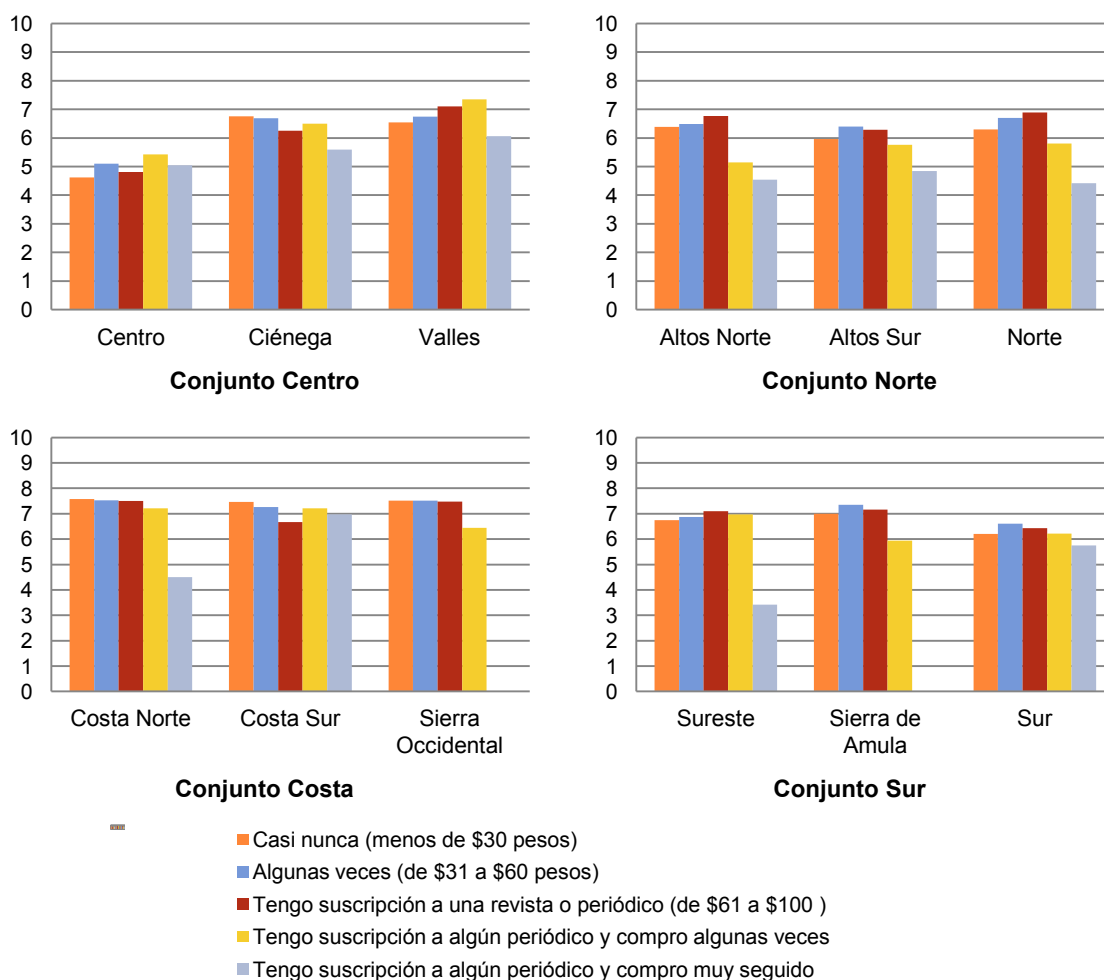 10
9
8
7
6
5
4
3
2
1
0
Centro Ciénega Valles
Conjunto Centro
10
9
8
7
6
5
4
3
2
1
0
Altos Norte Altos Sur Norte
Conjunto Norte
10
9
8
7
6
5
4
3
2
1
0
Costa Norte Costa Sur Sierra
Occidental
Conjunto Costa
10
9
8
7
6
5
4
3
2
1
0
Sureste Sierra de Sur
Amula
Conjunto Sur
Casi nunca (menos de $30 pesos)
Algunas veces (de $31 a $60 pesos)
Tengo suscripción a una revista o periódico (de $61 a $100 )
Tengo suscripción a algún periódico y compro algunas veces
Tengo suscripción a algún periódico y compro muy seguido